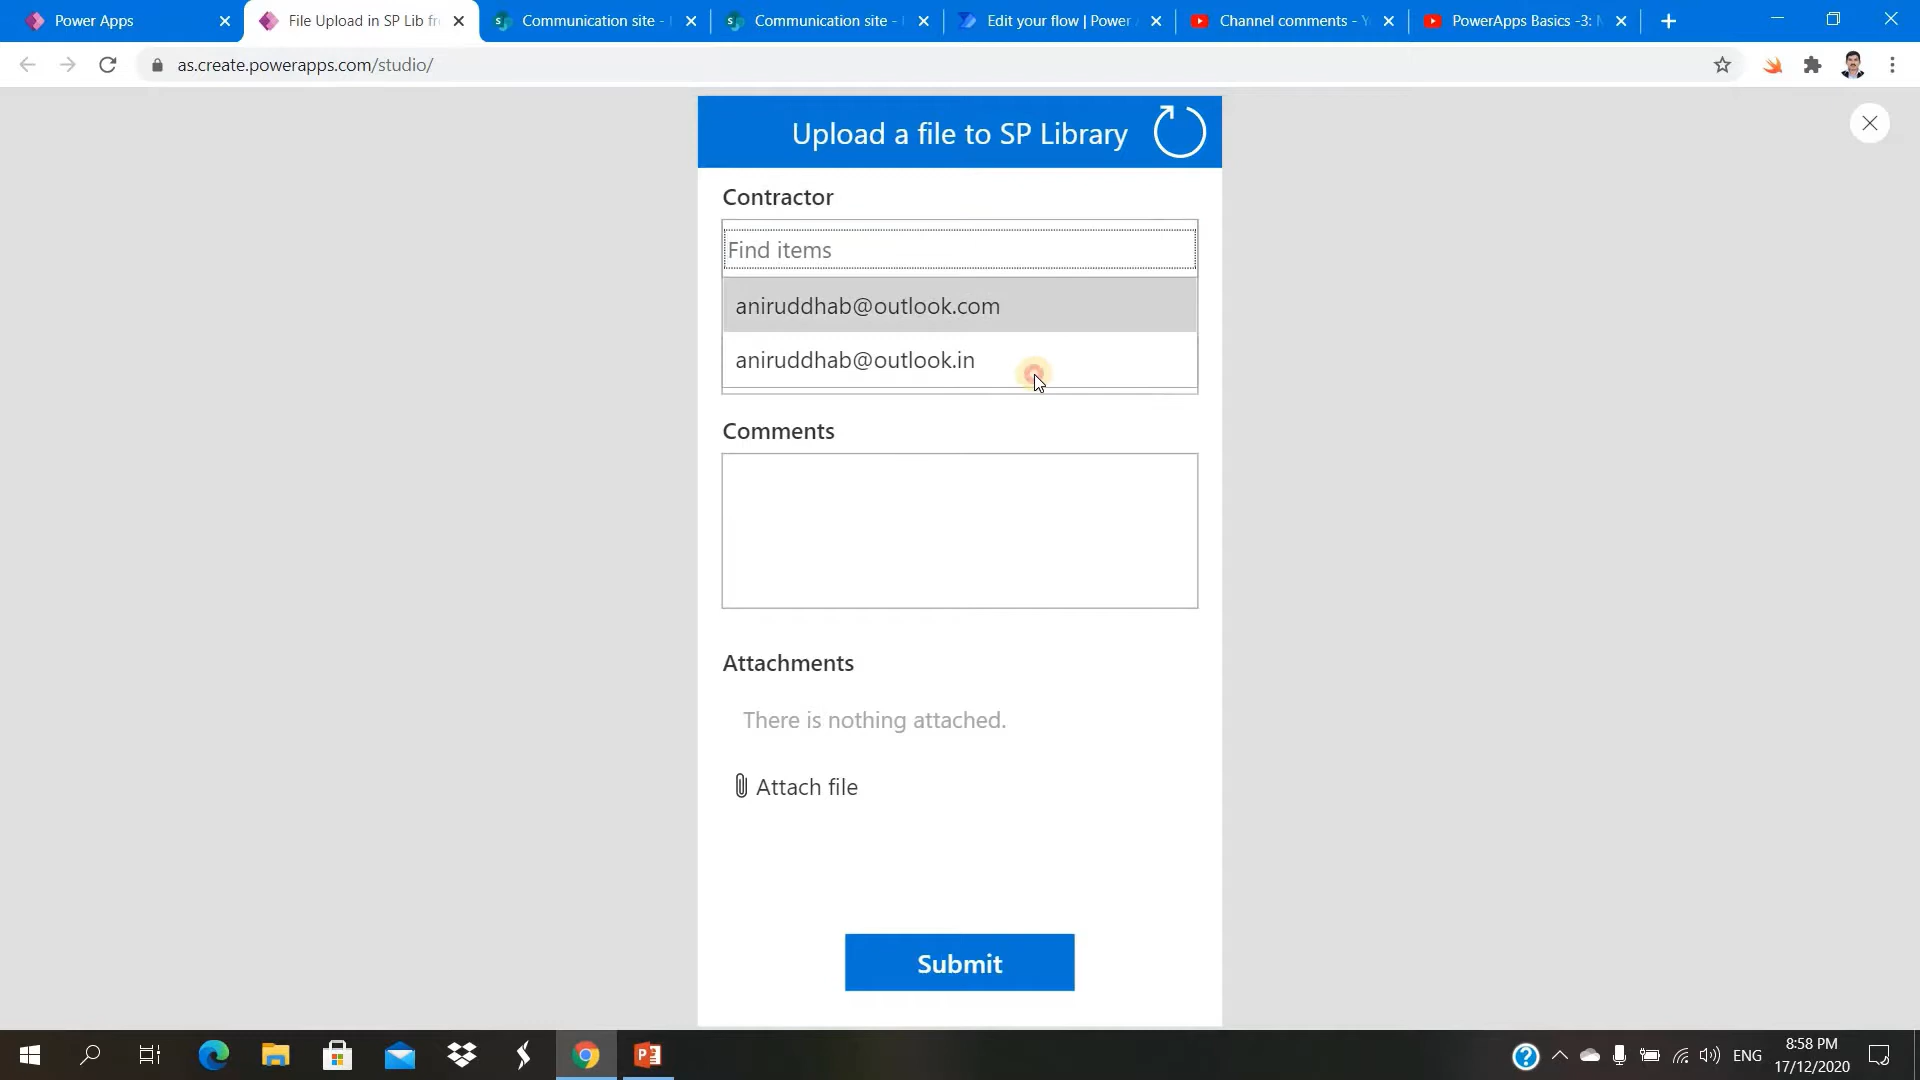 Power Apps
File Upload in SP Lib fr
Communication site -
Communication site -
Edit your flow | Power
Channel comments -
PowerApps Basics -3:
as.create.powerapps.com/studio/
Upload a file to SP Library
Contractor
Find items
aniruddhab@outlook.com
aniruddhab@outlook.in
Comments
Attachments
There is nothing attached.
Attach file
Submit
ENG
8:58 PM
17/12/2020